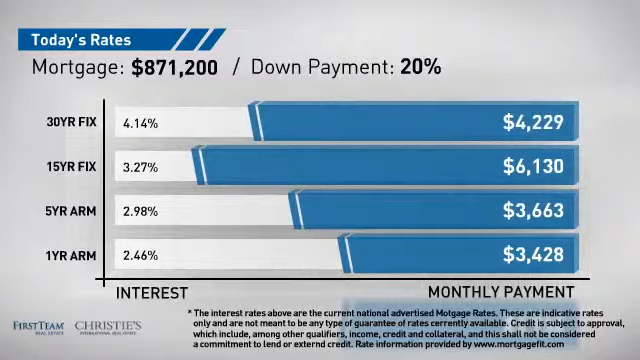 Today's Rates
Mortgage: $871,200 / Down Payment: 20%
30YR FIX 4.14% $4,229
15YR FIX 3.27% $6,130
5YR ARM 2.98% $3,663
1YR ARM 2.46% $3,428
INTEREST MONTHLY PAYMENT
* The interest rates above are the current national advertised Motgage Rates. These are indicative rates
only and are not meant to be any type of guarantee of rates currently available. Credit is subject to approval,
which include, among other qualifiers, income, credit and collateral, and this shall not be considered
a commitment to lend or externd credit. Rate information provided by www.mortgagefit.com
FIRST TEAM CHRISTIE'S
REAL ESTATE INTERNATIONAL REAL ESTATE